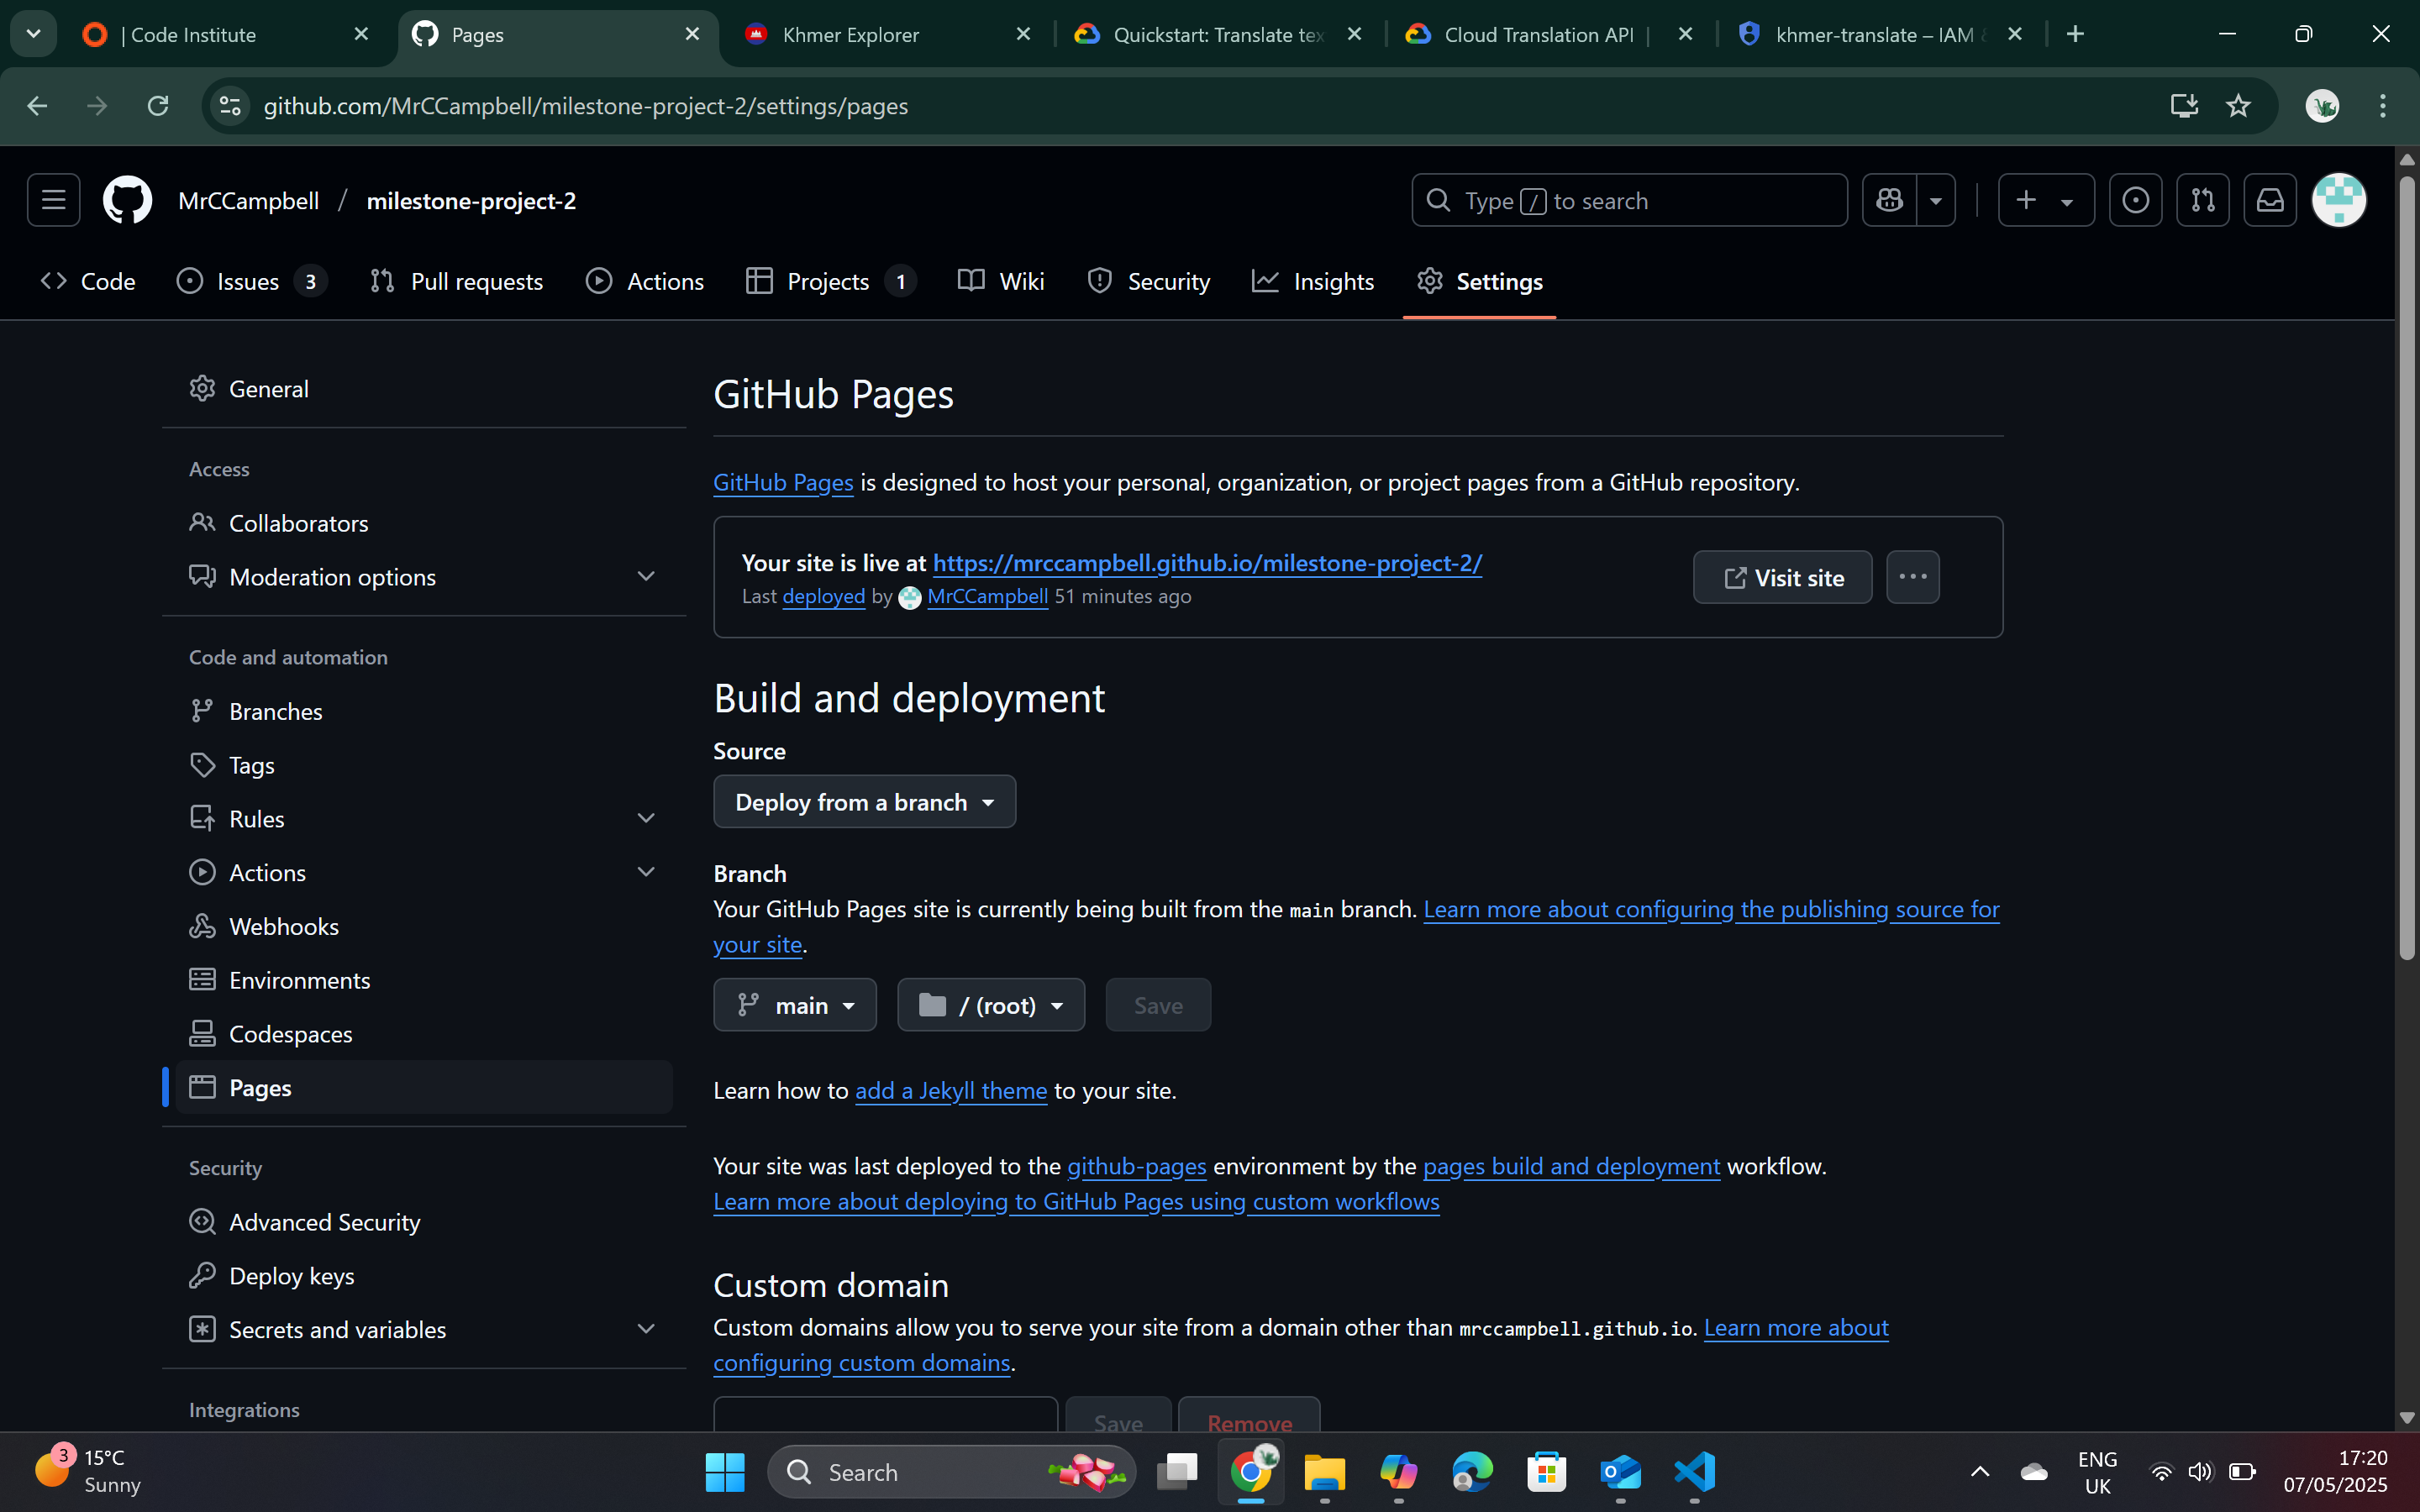 | Code Institute
Pages
Khmer Explorer
Quickstart: Translate tex
Cloud Translation API |
khmer-translate – IAM &
github.com/MrCCampbell/milestone-project-2/settings/pages
MrCCampbell / milestone-project-2
Type / to search
Code
Issues 3
Pull requests
Actions
Projects 1
Wiki
Security
Insights
Settings
General
Access
Collaborators
Moderation options
Code and automation
Branches
Tags
Rules
Actions
Webhooks
Environments
Codespaces
Pages
Security
Advanced Security
Deploy keys
Secrets and variables
Integrations
GitHub Pages
GitHub Pages is designed to host your personal, organization, or project pages from a GitHub repository.
Your site is live at https://mrccampbell.github.io/milestone-project-2/
Last deployed by MrCCampbell 51 minutes ago
Visit site
Build and deployment
Source
Deploy from a branch
Branch
Your GitHub Pages site is currently being built from the main branch. Learn more about configuring the publishing source for
your site.
main
/ (root)
Save
Learn how to add a Jekyll theme to your site.
Your site was last deployed to the github-pages environment by the pages build and deployment workflow.
Learn more about deploying to GitHub Pages using custom workflows
Custom domain
Custom domains allow you to serve your site from a domain other than mrccampbell.github.io. Learn more about
configuring custom domains.
Save
Remove
3
15°C
Sunny
Search
ENG
UK
17:20
07/05/2025